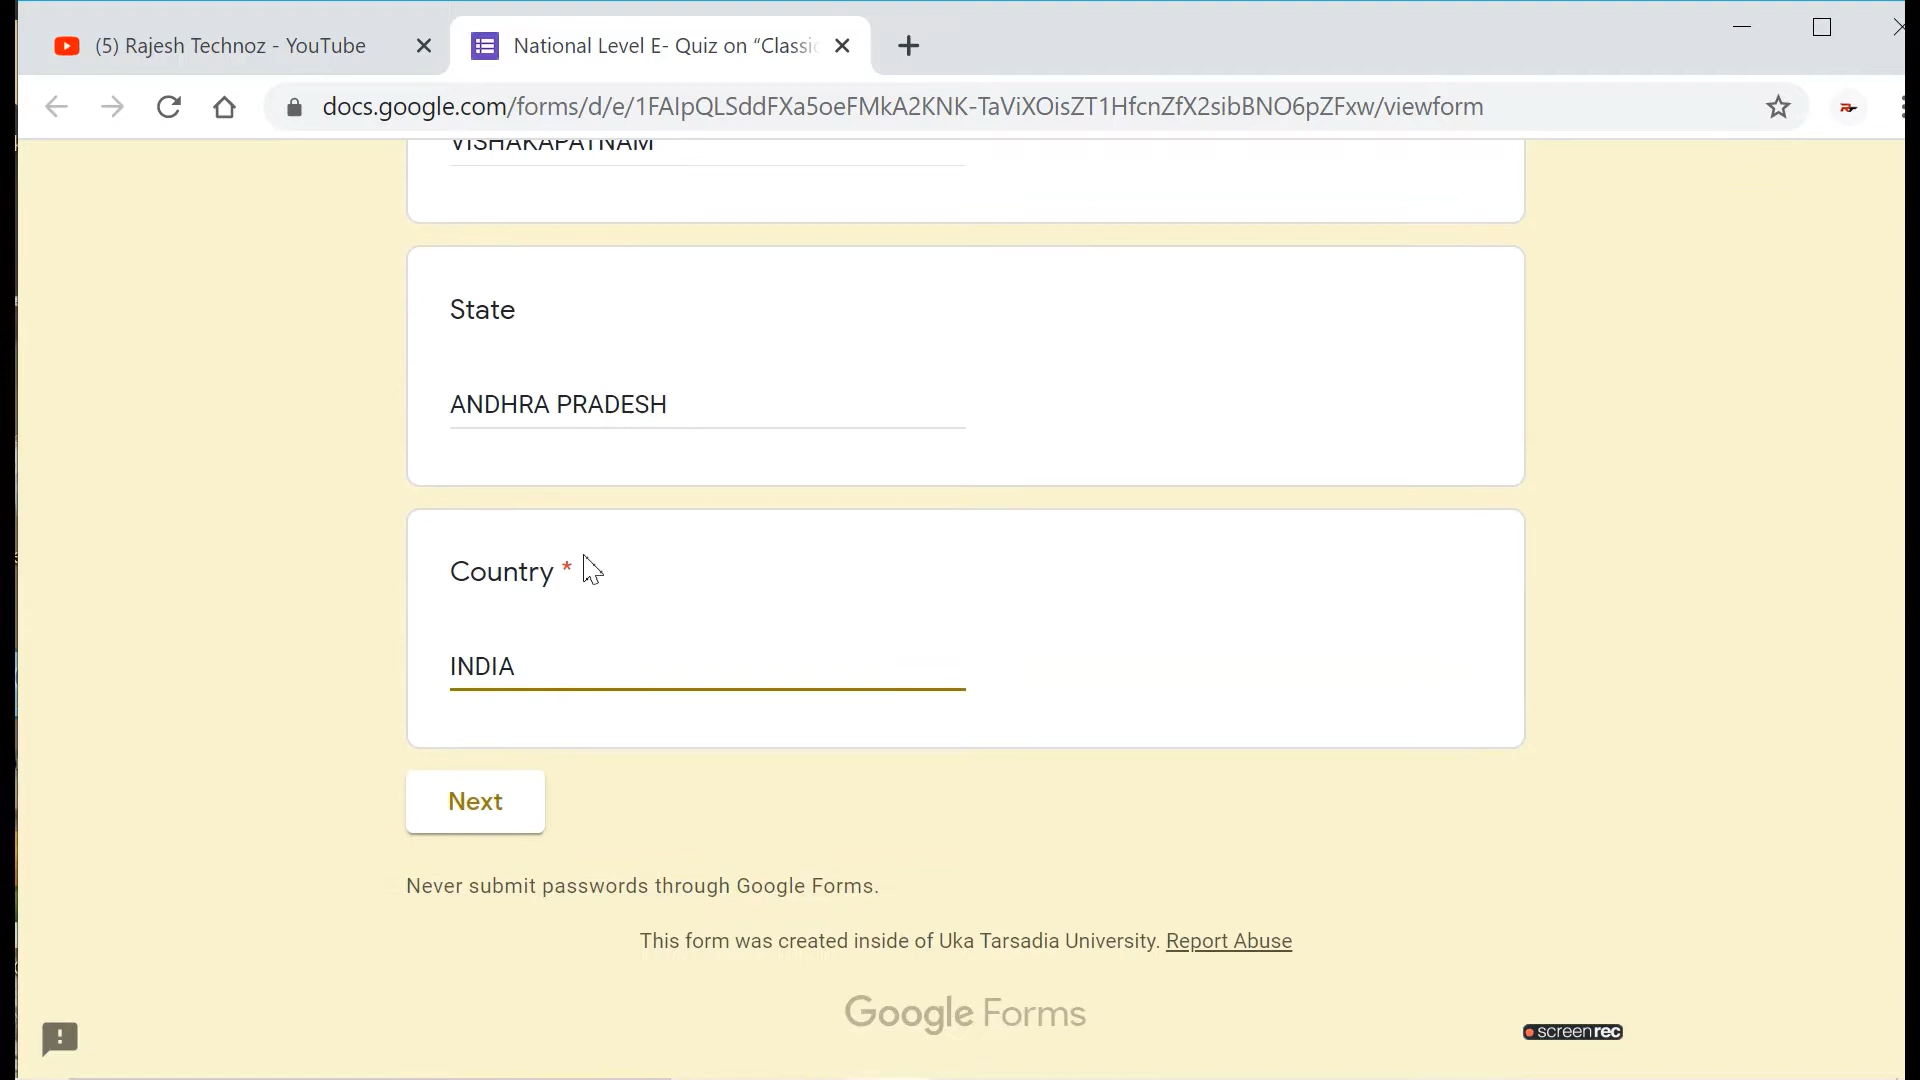 (5) Rajesh Technoz - YouTube
National Level E- Quiz on “Classi
docs.google.com/forms/d/e/1FAIpQLSddFXa5oeFMkA2KNK-TaViXOisZT1HfcnZfX2sibBNO6pZFxw/viewform
VISHAKAPATNAM
State
ANDHRA PRADESH
Country *
INDIA
Next
Never submit passwords through Google Forms.
This form was created inside of Uka Tarsadia University. Report Abuse
Google Forms
screenrec